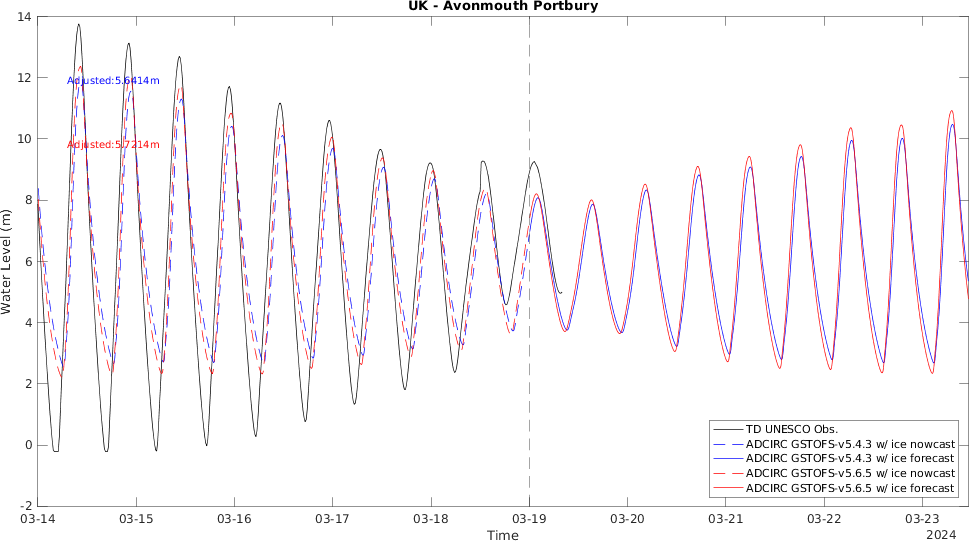 UK - Avonmouth Portbury
Water Level (m)
14
12
10
8
6
4
2
0
-2
Adjusted:5.6414m
Adjusted:5.7214m
TD UNESCO Obs.
ADCIRC GSTOFS-v5.4.3 w/ ice nowcast
ADCIRC GSTOFS-v5.4.3 w/ ice forecast
ADCIRC GSTOFS-v5.6.5 w/ ice nowcast
ADCIRC GSTOFS-v5.6.5 w/ ice forecast
03-14 03-15 03-16 03-17 03-18 03-19 03-20 03-21 03-22 03-23
Time
2024